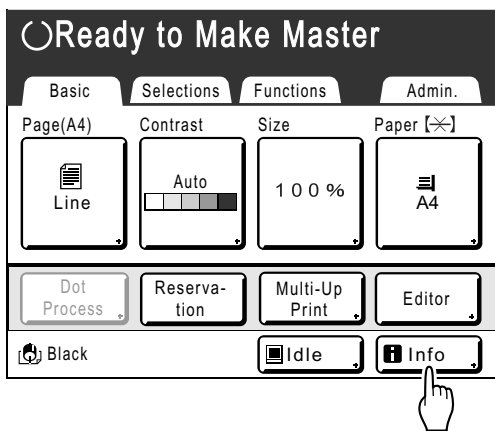 Ready to Make Master
Basic Selections Functions Admin.
Page(A4) Contrast Size Paper【✳】
Line Auto 100% A4
Dot Process
Reserva-
tion
Multi-Up
Print
Editor
Black Idle Info